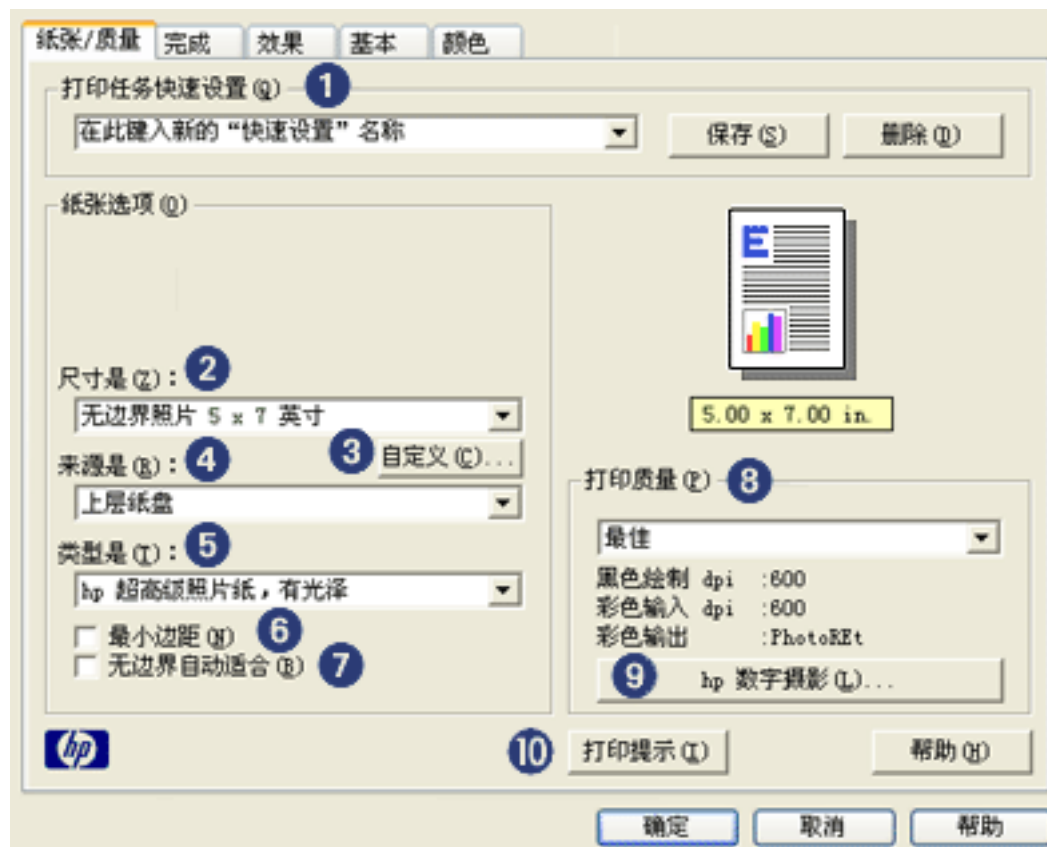 纸张/质量 完成 效果 基本 颜色
打印任务快速设置(Q) 1
在此键入新的“快速设置”名称 保存(S) 删除(D)
纸张选项(O)
E
尺寸是(Z): 2
无边界照片 5 x 7 英寸
5.00 x 7.00 in.
3 自定义(C)...
来源是(R): 4
上层纸盘
打印质量(P) 8
最佳
类型是(T): 5
hp 超高级照片纸,有光泽
黑色绘制 dpi :600
彩色输入 dpi :600
彩色输出 :PhotoREt
最小边距(N) 6
无边界自动适合(B) 7
9 hp 数字摄影(L)...
hp
10 打印提示(I) 帮助(H)
确定 取消 帮助